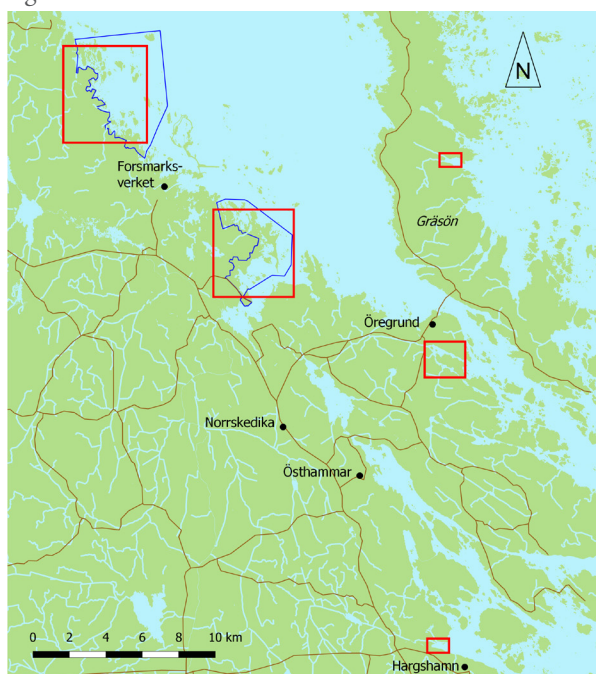 N
Forsmarks-
verket
Gräsön
Öregrund
Norrskedika
Östhammar
0 2 4 6 8 10 km
Hargshamn